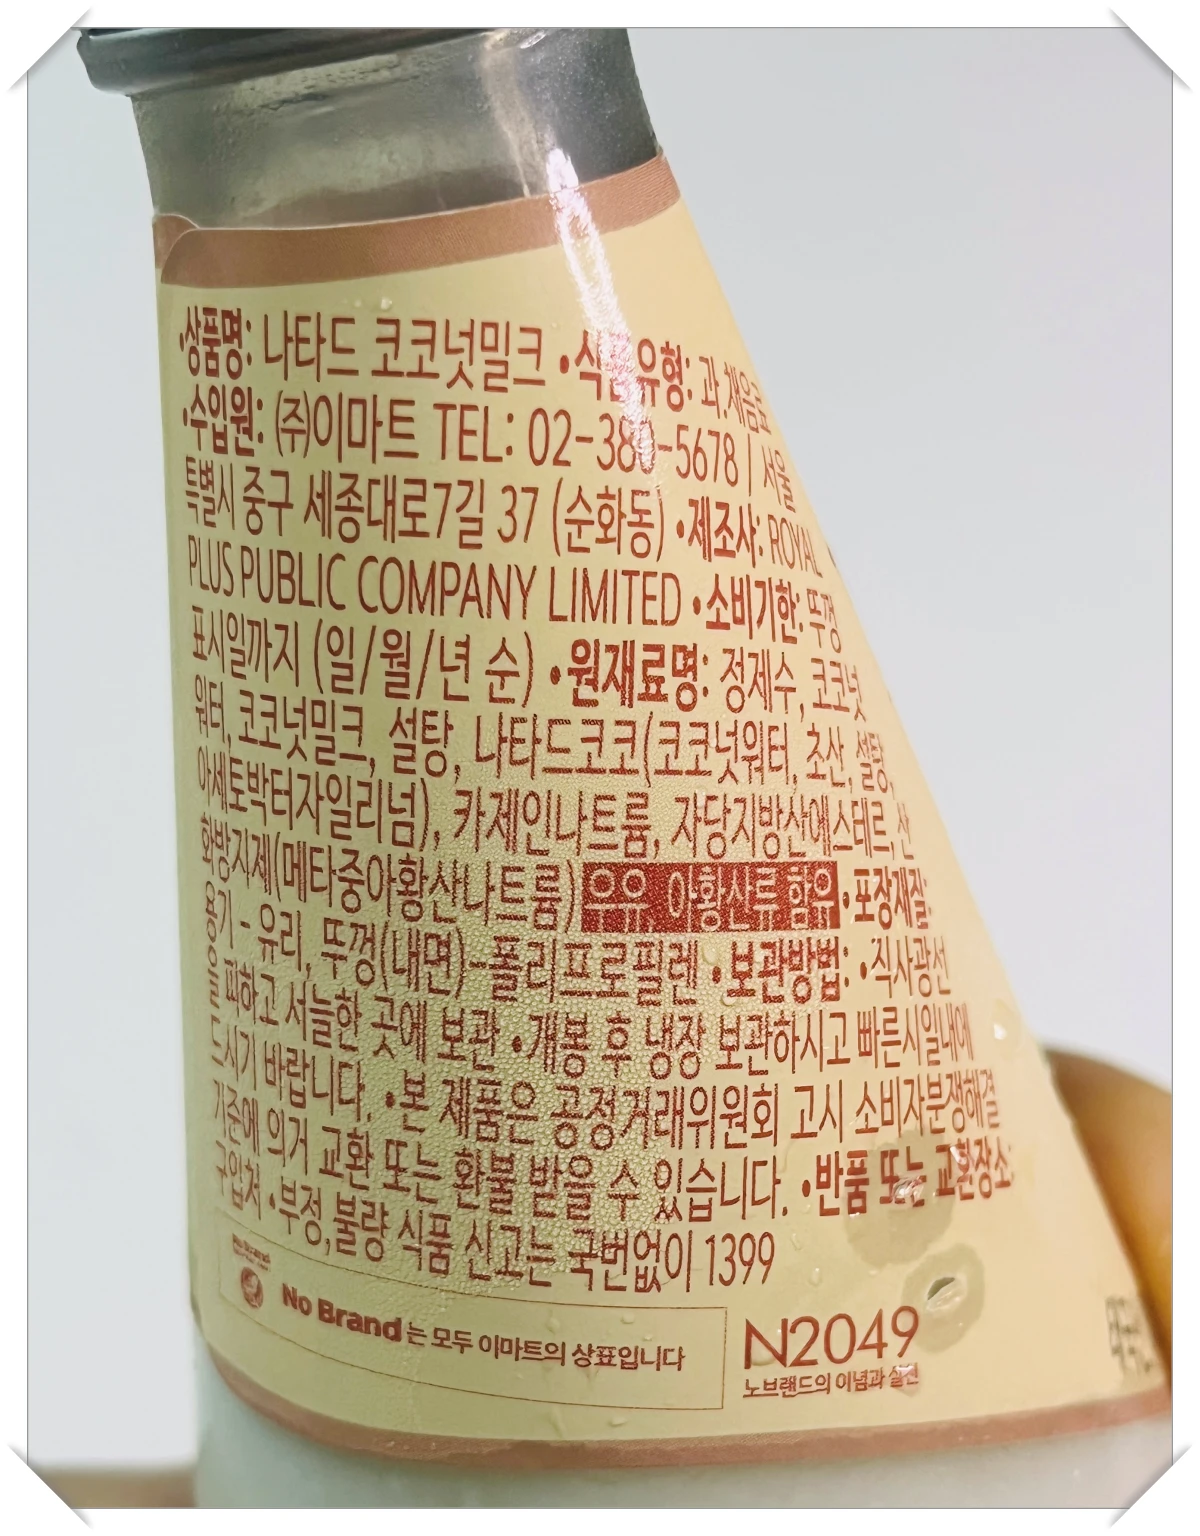 •상품명: 나타드 코코넛밀크 •식품유형: 과.채음료
•수입원: (주)이마트 TEL: 02-380-5678 / 서울
특별시 중구 세종대로7길 37 (순화동) •제조사: ROYAL
PLUS PUBLIC COMPANY LIMITED •소비기한: 뚜껑
표시일까지 (일/월/년 순) •원재료명: 정제수, 코코넛
워터, 코코넛밀크, 설탕, 나타드코코(코코넛워터, 초산, 설탕,
아세토박터자일리넘), 카제인나트륨, 자당지방산에스테르, 산
화방지제(메타중아황산나트륨) 우유, 아황산류 함유 •포장재질:
용기 - 유리, 뚜껑(내면)-폴리프로필렌 •보관방법: •직사광선
을 피하고 서늘한 곳에 보관 •개봉 후 냉장 보관하시고 빠른시일내에
드시기 바랍니다. •본 제품은 공정거래위원회 고시 소비자분쟁해결
기준에 의거 교환 또는 환불 받을 수 있습니다. •반품 또는 교환장소:
구입처 •부정,불량 식품 신고는 국번없이 1399
No Brand는 모두 이마트의 상표입니다
N2049
노브랜드의 이념과 실천